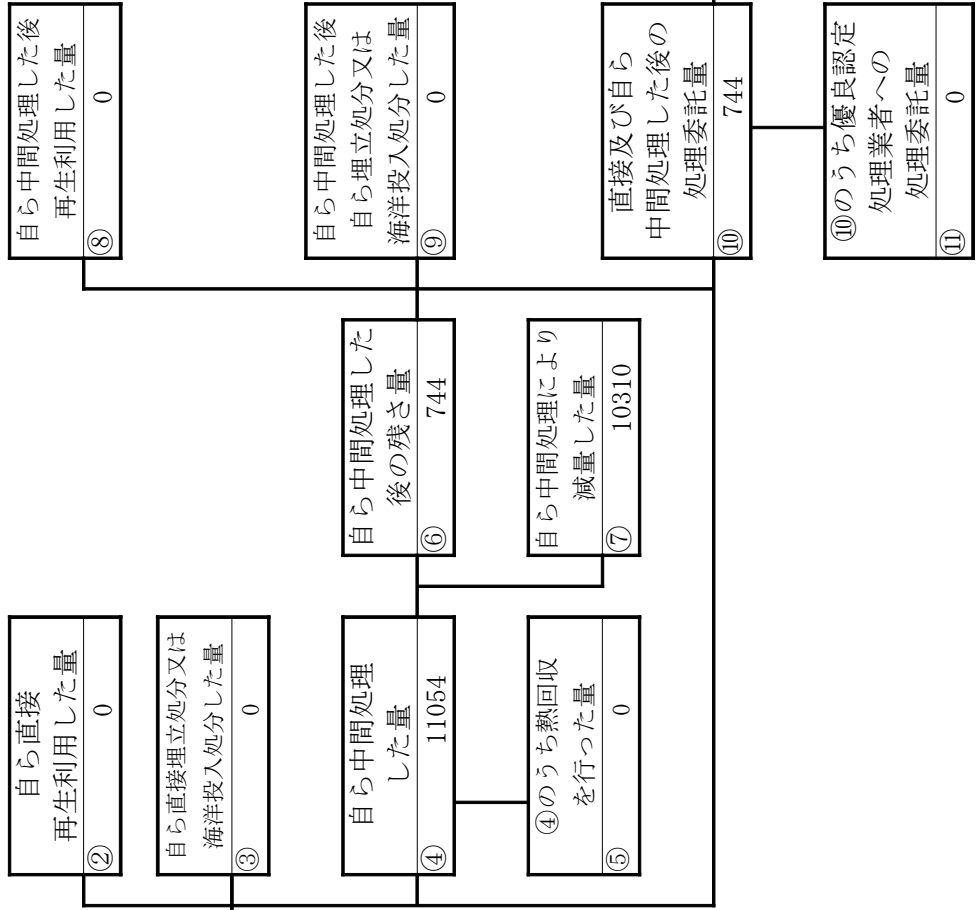 自ら直接
再生利用した量
②
0
自ら直接埋立処分又は
海洋投入処分した量
③
0
自ら中間処理
した量
④
11054
④のうち熱回収
を行った量
⑤
0
自ら中間処理した
後の残さ量
⑥
744
自ら中間処理により
減量した量
⑦
10310
自ら中間処理した後
再生利用した量
⑧
0
自ら中間処理した後
自ら埋立処分又は
海洋投入処分した量
⑨
0
直接及び自ら
中間処理した後の
処理委託量
⑩
744
⑩のうち優良認定
処理業者への
処理委託量
⑪
0